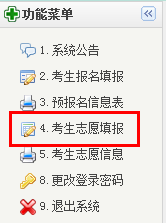 功能菜单
1. 系统公告
2. 考生报名填报
3. 预报名信息表
4. 考生志愿填报
5. 考生志愿信息
8. 更改登录密码
9. 退出系统